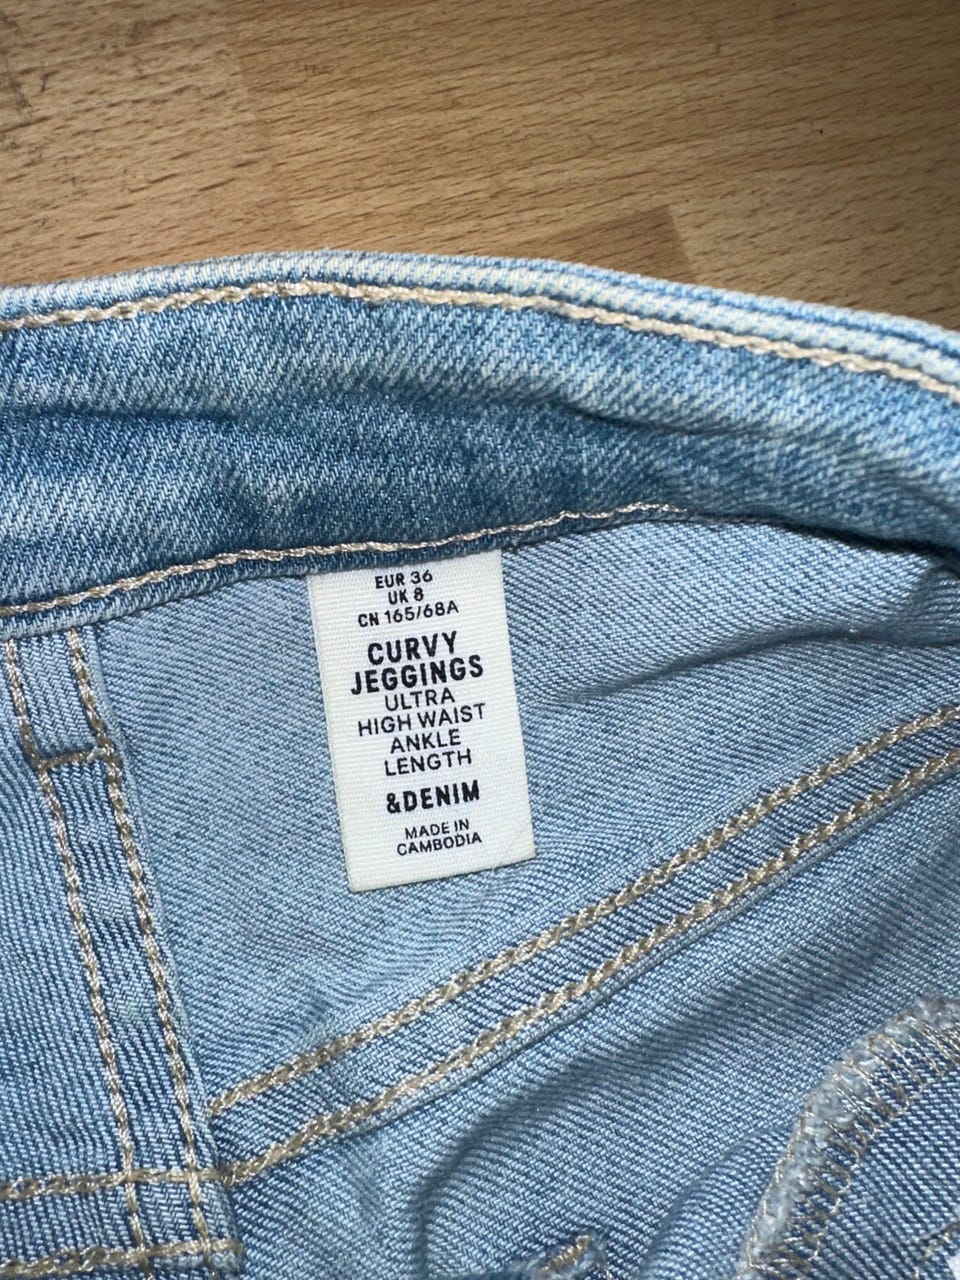 EUR 36
UK 8
CN 165/68A
CURVY
JEGGINGS
ULTRA
HIGH WAIST
ANKLE
LENGTH
&DENIM
MADE IN
CAMBODIA